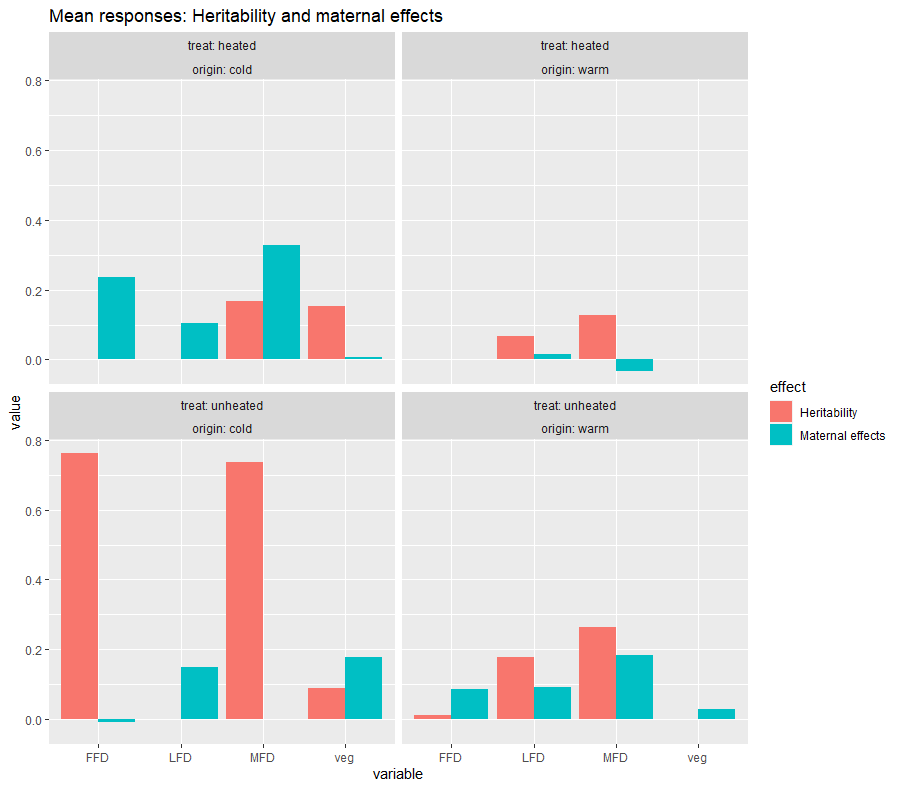 Mean responses: Heritability and maternal effects
treat: heated
origin: cold
treat: heated
origin: warm
0.8
0.6
0.4
0.2
0.0
treat: unheated
origin: cold
treat: unheated
origin: warm
0.8
0.6
0.4
0.2
0.0
value
FFD LFD MFD veg
FFD LFD MFD veg
variable
effect
Heritability
Maternal effects